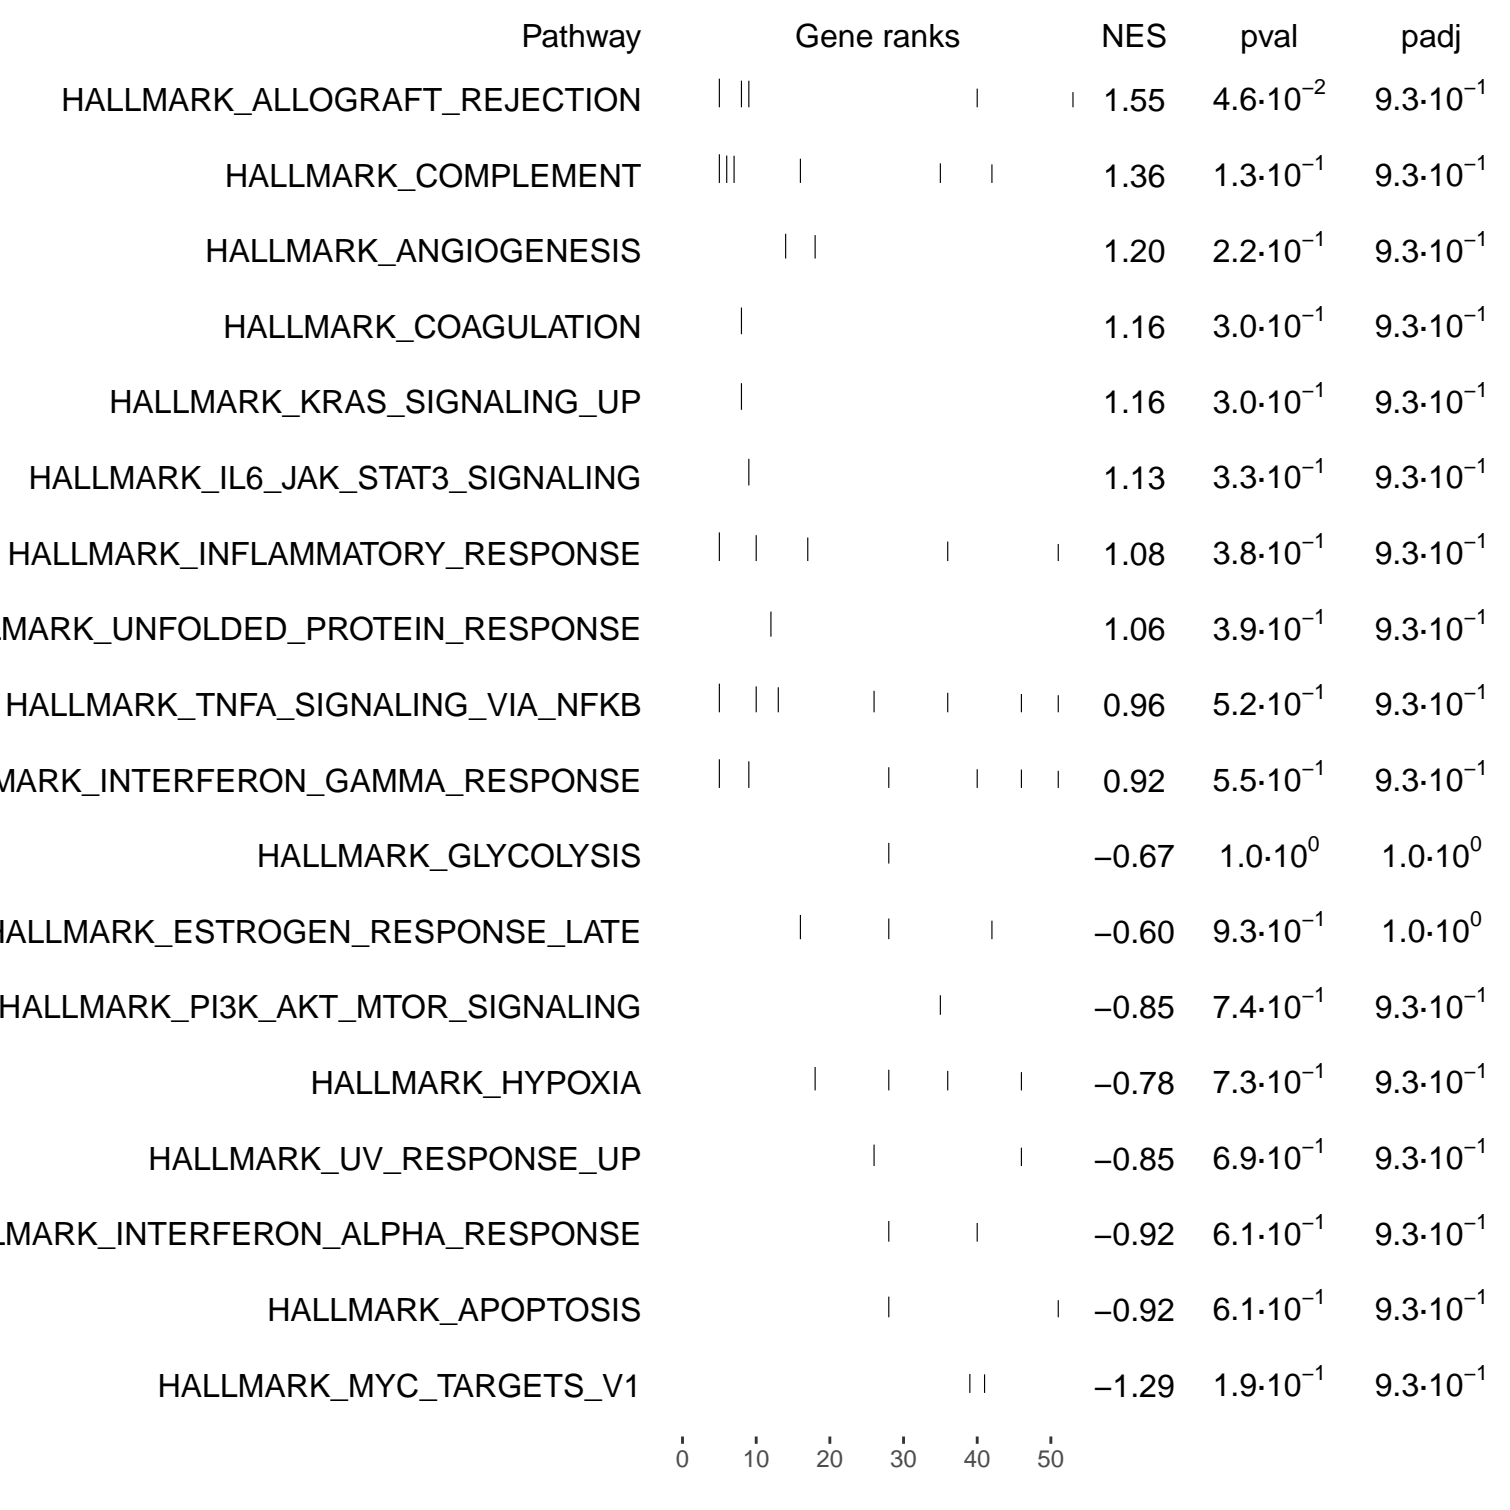 Pathway Gene ranks NES pval padj
HALLMARK_ALLOGRAFT_REJECTION 1.55 4.6·10⁻² 9.3·10⁻¹
HALLMARK_COMPLEMENT 1.36 1.3·10⁻¹ 9.3·10⁻¹
HALLMARK_ANGIOGENESIS 1.20 2.2·10⁻¹ 9.3·10⁻¹
HALLMARK_COAGULATION 1.16 3.0·10⁻¹ 9.3·10⁻¹
HALLMARK_KRAS_SIGNALING_UP 1.16 3.0·10⁻¹ 9.3·10⁻¹
HALLMARK_IL6_JAK_STAT3_SIGNALING 1.13 3.3·10⁻¹ 9.3·10⁻¹
HALLMARK_INFLAMMATORY_RESPONSE 1.08 3.8·10⁻¹ 9.3·10⁻¹
MARK_UNFOLDED_PROTEIN_RESPONSE 1.06 3.9·10⁻¹ 9.3·10⁻¹
HALLMARK_TNFA_SIGNALING_VIA_NFKB 0.96 5.2·10⁻¹ 9.3·10⁻¹
MARK_INTERFERON_GAMMA_RESPONSE 0.92 5.5·10⁻¹ 9.3·10⁻¹
HALLMARK_GLYCOLYSIS −0.67 1.0·10⁰ 1.0·10⁰
HALLMARK_ESTROGEN_RESPONSE_LATE −0.60 9.3·10⁻¹ 1.0·10⁰
HALLMARK_PI3K_AKT_MTOR_SIGNALING −0.85 7.4·10⁻¹ 9.3·10⁻¹
HALLMARK_HYPOXIA −0.78 7.3·10⁻¹ 9.3·10⁻¹
HALLMARK_UV_RESPONSE_UP −0.85 6.9·10⁻¹ 9.3·10⁻¹
LMARK_INTERFERON_ALPHA_RESPONSE −0.92 6.1·10⁻¹ 9.3·10⁻¹
HALLMARK_APOPTOSIS −0.92 6.1·10⁻¹ 9.3·10⁻¹
HALLMARK_MYC_TARGETS_V1 −1.29 1.9·10⁻¹ 9.3·10⁻¹
0 10 20 30 40 50